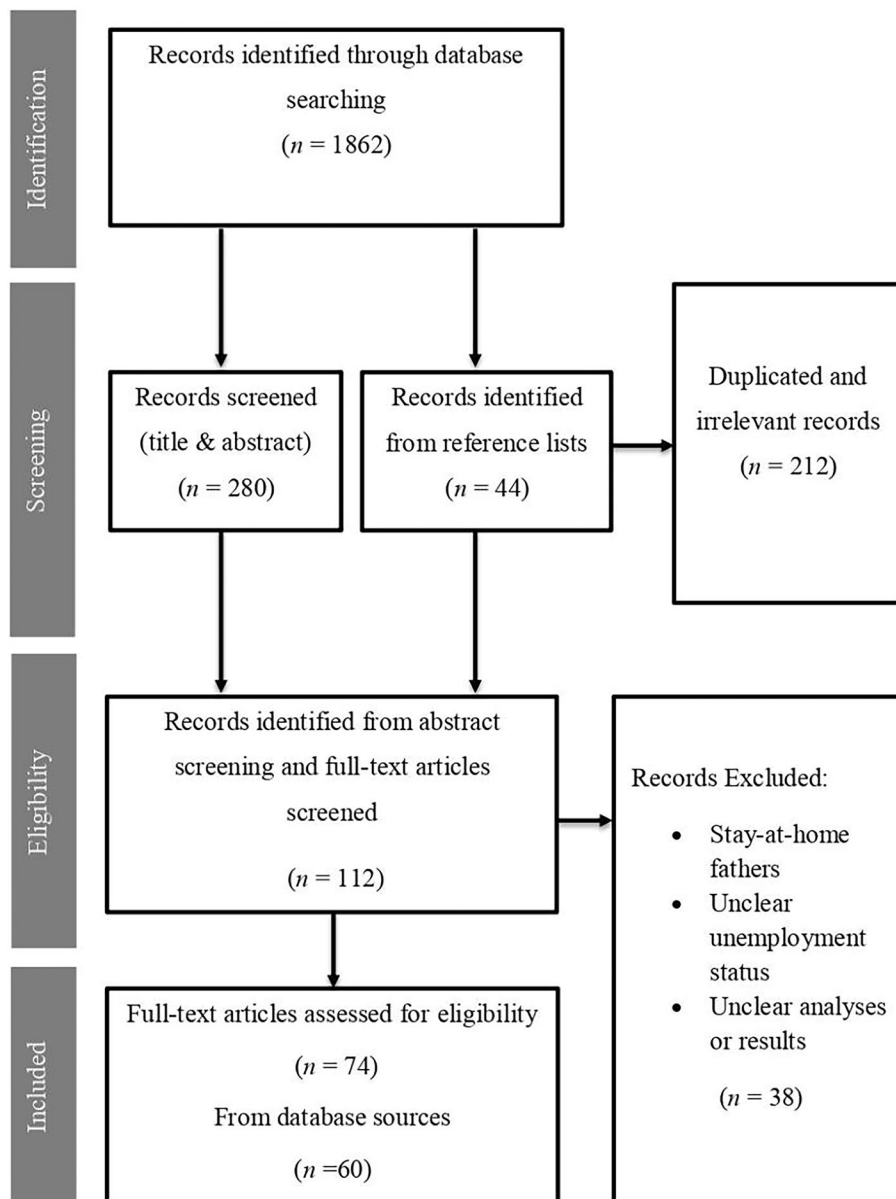 Identification
Records identified through database
searching
(n = 1862)
Screening
Records screened
(title & abstract)
(n = 280)
Records identified
from reference lists
(n = 44)
Duplicated and
irrelevant records
(n = 212)
Eligibility
Records identified from abstract
screening and full-text articles
screened
(n = 112)
Records Excluded:
• Stay-at-home
fathers
• Unclear
unemployment
status
• Unclear analyses
or results
(n = 38)
Included
Full-text articles assessed for eligibility
(n = 74)
From database sources
(n =60)